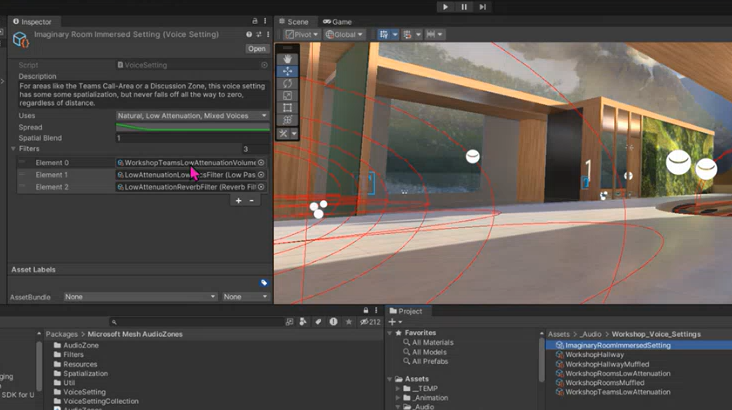 Inspector
Imaginary Room Immersed Setting (Voice Setting)
Open
Script
VoiceSetting
Description
For areas like the Teams Call-Area or a Discussion Zone, this voice setting
has some some spatialization, but never falls off all the way to zero,
regardless of distance.
Uses
Natural, Low Attenuation, Mixed Voices
Spread
Spatial Blend
1
Filters
3
Element 0
WorkshopTeamsLowAttenuationVolume
Element 1
Element 2
LowAttenuationReverbFilter (Reverb Fil
Asset Labels
AssetBundle
None
None
Scene
Game
Pivot
Global
1
212
Packages
Microsoft Mesh AudioZones
AudioZone
Filters
Resources
Spatialization
Util
VoiceSetting
VoiceSettingCollection
AudioZones
ging
SDK for U
Project
Favorites
All Materials
All Models
All Prefabs
Assets
__TEMP
_Animation
_Audio
Assets
_Audio
Workshop_Voice_Settings
ImaginaryRoomImmersedSetting
WorkshopHallway
WorkshopHallwayMuffled
WorkshopRoomsLowAttenuation
WorkshopRoomsMuffled
WorkshopTeamsLowAttenuation